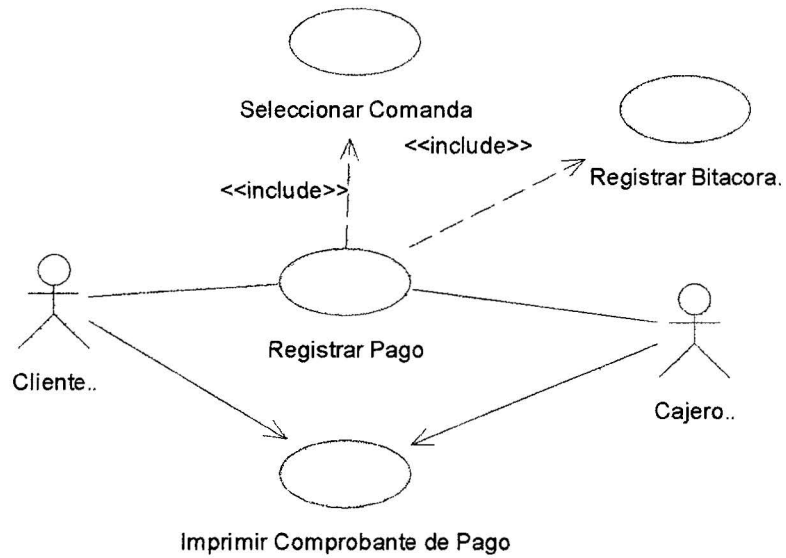 Seleccionar Comanda
<<include>>
Registrar Bitacora.
<<include>>
Registrar Pago
Cliente..
Cajero..
Imprimir Comprobante de Pago